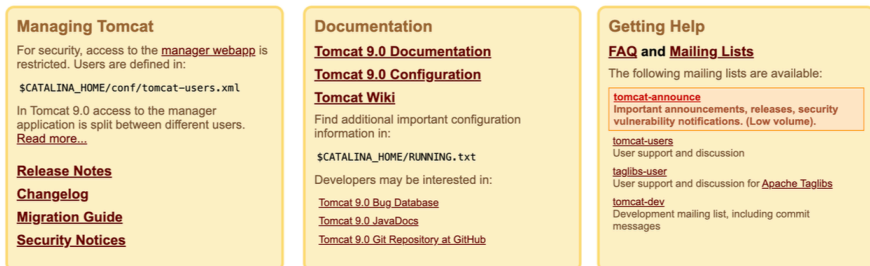 Managing Tomcat
For security, access to the manager webapp is
restricted. Users are defined in:
$CATALINA_HOME/conf/tomcat-users.xml
In Tomcat 9.0 access to the manager
application is split between different users.
Read more...
Release Notes
Changelog
Migration Guide
Security Notices
Documentation
Tomcat 9.0 Documentation
Tomcat 9.0 Configuration
Tomcat Wiki
Find additional important configuration
information in:
$CATALINA_HOME/RUNNING.txt
Developers may be interested in:
Tomcat 9.0 Bug Database
Tomcat 9.0 JavaDocs
Tomcat 9.0 Git Repository at GitHub
Getting Help
FAQ and Mailing Lists
The following mailing lists are available:
tomcat-announce
Important announcements, releases, security
vulnerability notifications. (Low volume).
tomcat-users
User support and discussion
taglibs-user
User support and discussion for Apache Taglibs
tomcat-dev
Development mailing list, including commit
messages